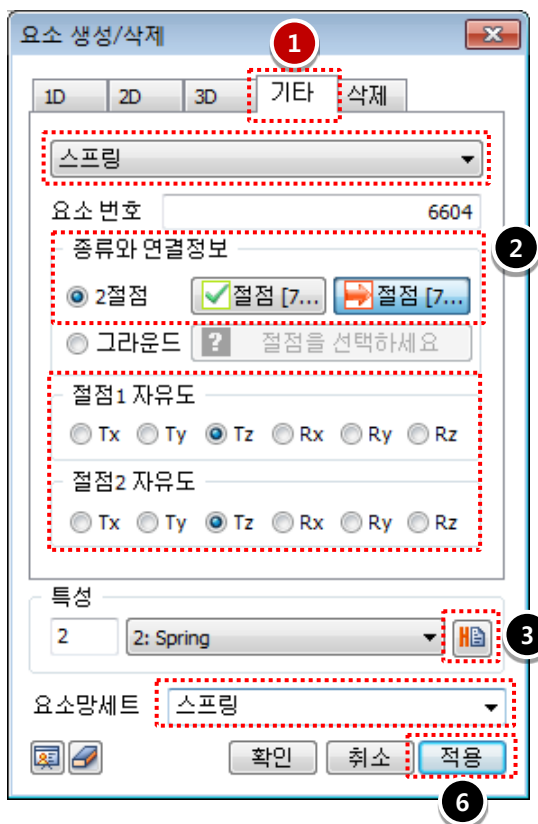 요소 생성/삭제
1
1D 2D 3D 기타 삭제
스프링
요소 번호 6604
종류와 연결정보
2
2절점 절점 [7... 절점 [7...
그라운드 ? 절점을 선택하세요
절점1 자유도
Tx Ty Tz Rx Ry Rz
절점2 자유도
Tx Ty Tz Rx Ry Rz
특성
2 2: Spring 3
요소망세트 스프링
확인 취소 적용
6